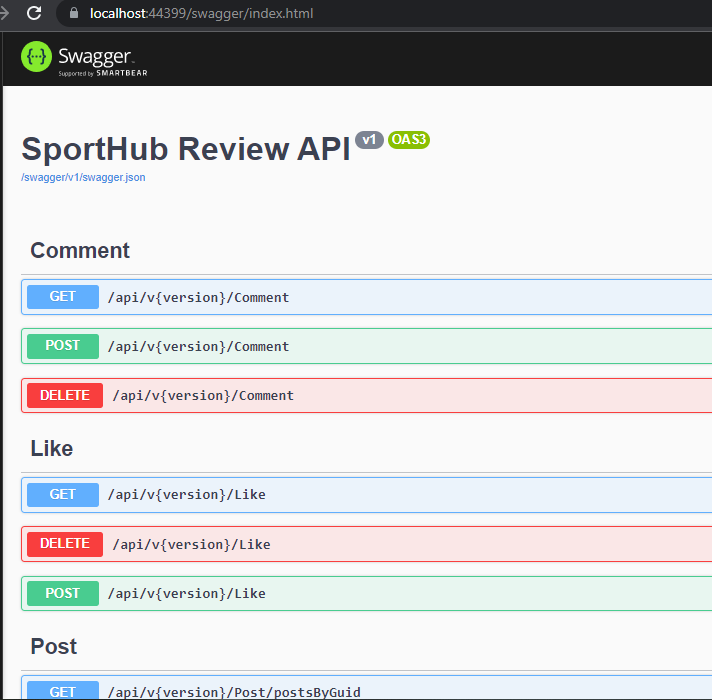 localhost:44399/swagger/index.html
{···} Swagger
Supported by SMARTBEAR
SportHub Review API v1 OAS3
/swagger/v1/swagger.json
Comment
GET /api/v{version}/Comment
POST /api/v{version}/Comment
DELETE /api/v{version}/Comment
Like
GET /api/v{version}/Like
DELETE /api/v{version}/Like
POST /api/v{version}/Like
Post
GET /api/v{version}/Post/postsByGuid